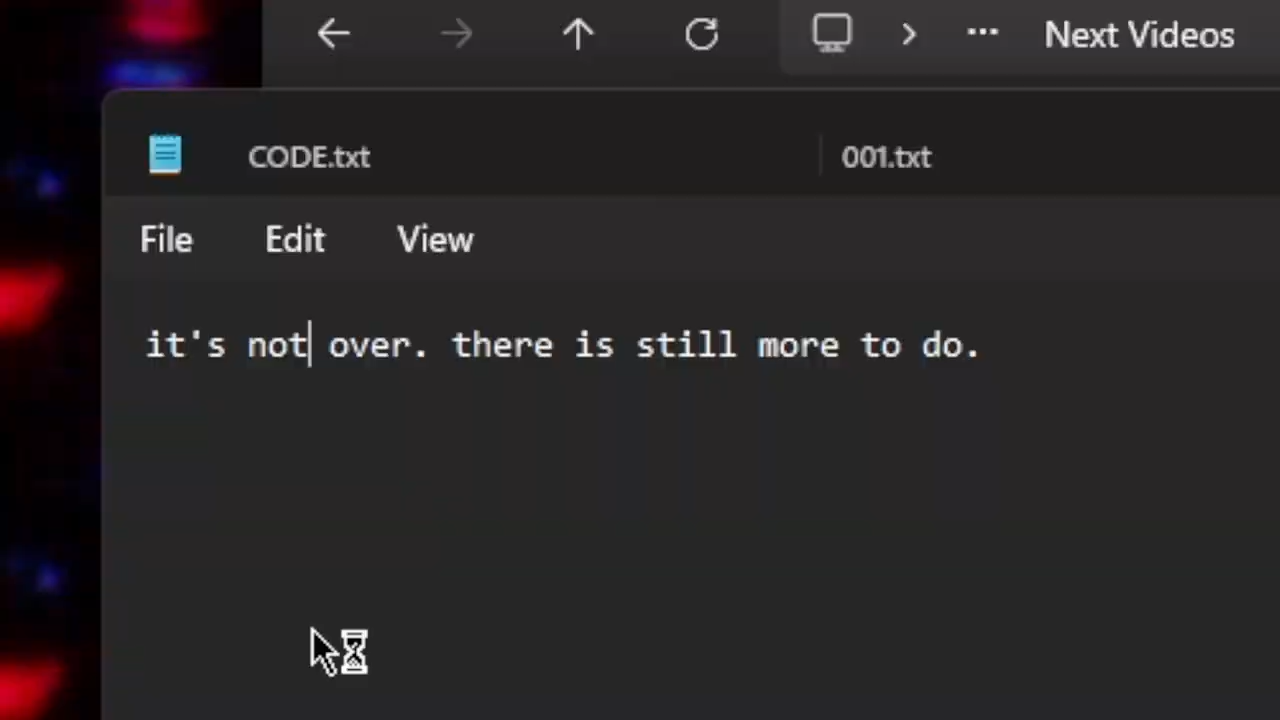 Next Videos
CODE.txt 001.txt
File Edit View
it's not over. there is still more to do.